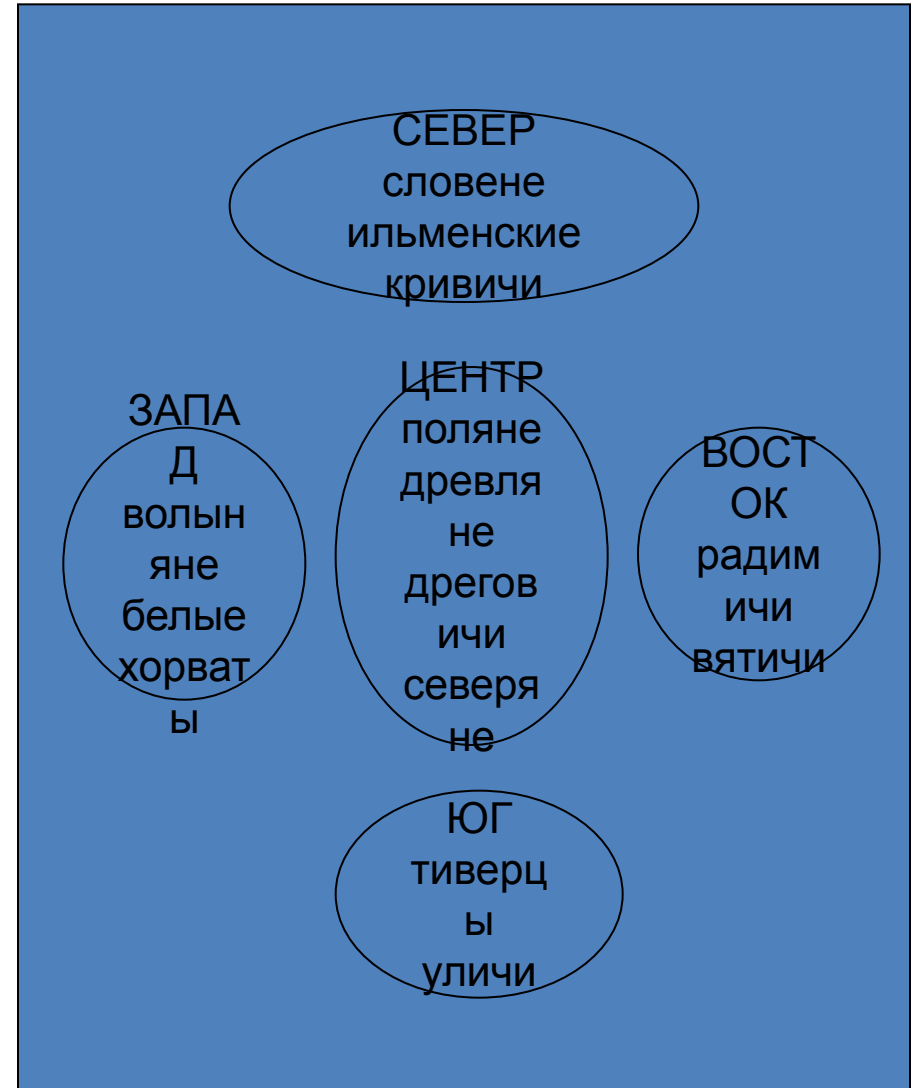 СЕВЕР
словене
ильменские
кривичи
ЗАПА
Д
волын
яне
белые
хорват
ы
ЦЕНТР
поляне
древля
не
дрегов
ичи
северя
не
ВОСТ
ОК
радим
ичи
вятичи
ЮГ
тиверц
ы
уличи